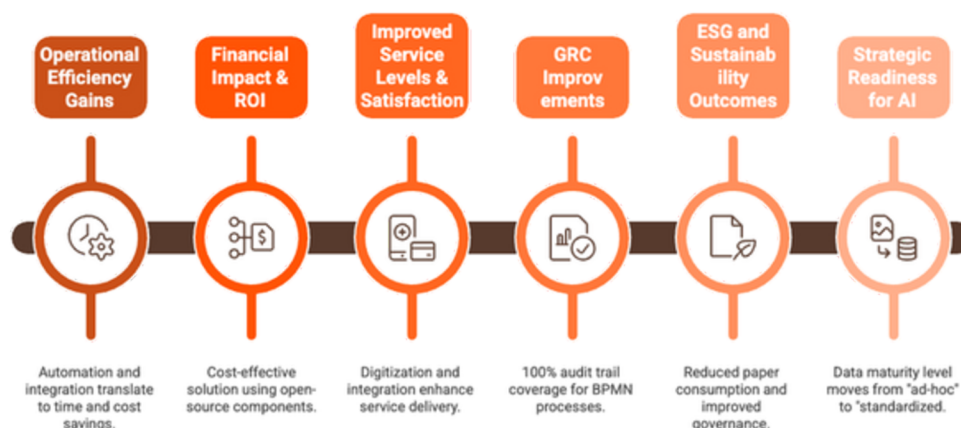 Operational
Efficiency
Gains
Financial
Impact &
ROI
Improved
Service
Levels &
Satisfaction
GRC
Improv
ements
ESG and
Sustainab
ility
Outcomes
Strategic
Readiness
for AI
$
Automation and
integration translate
to time and cost
savings.
Cost-effective
solution using open-
source components.
Digitization and
integration enhance
service delivery.
100% audit trail
coverage for BPMN
processes.
Reduced paper
consumption and
improved
governance.
Data maturity level
moves from "ad-hoc"
to "standardized.